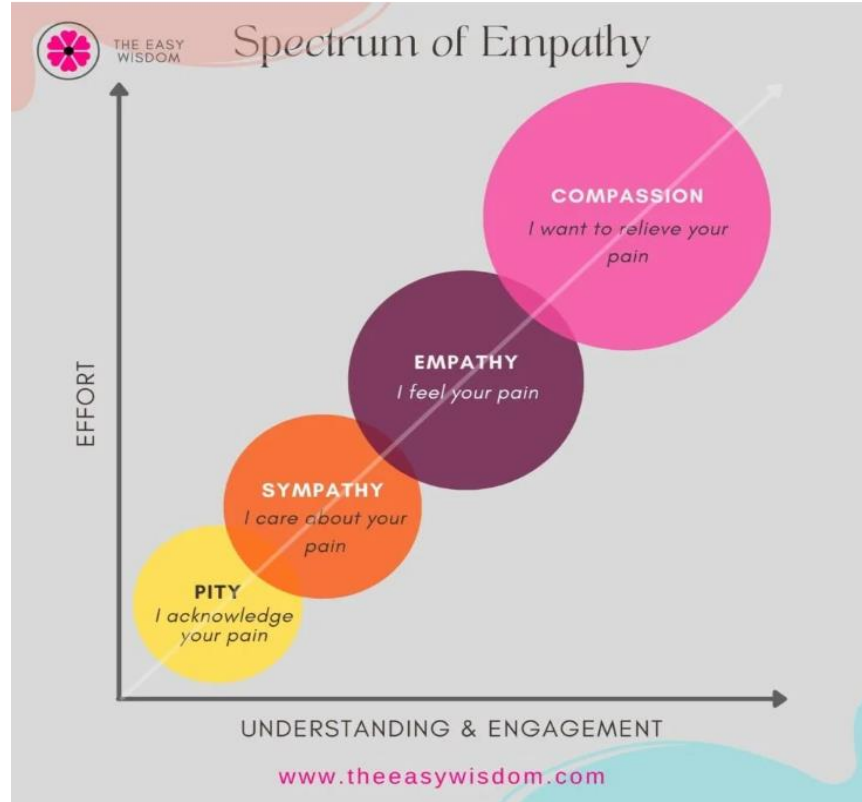 THE EASY
WISDOM
Spectrum of Empathy
COMPASSION
I want to relieve your
pain
EMPATHY
I feel your pain
SYMPATHY
I care about your
pain
PITY
I acknowledge
your pain
EFFORT
UNDERSTANDING & ENGAGEMENT
www.theeasywisdom.com